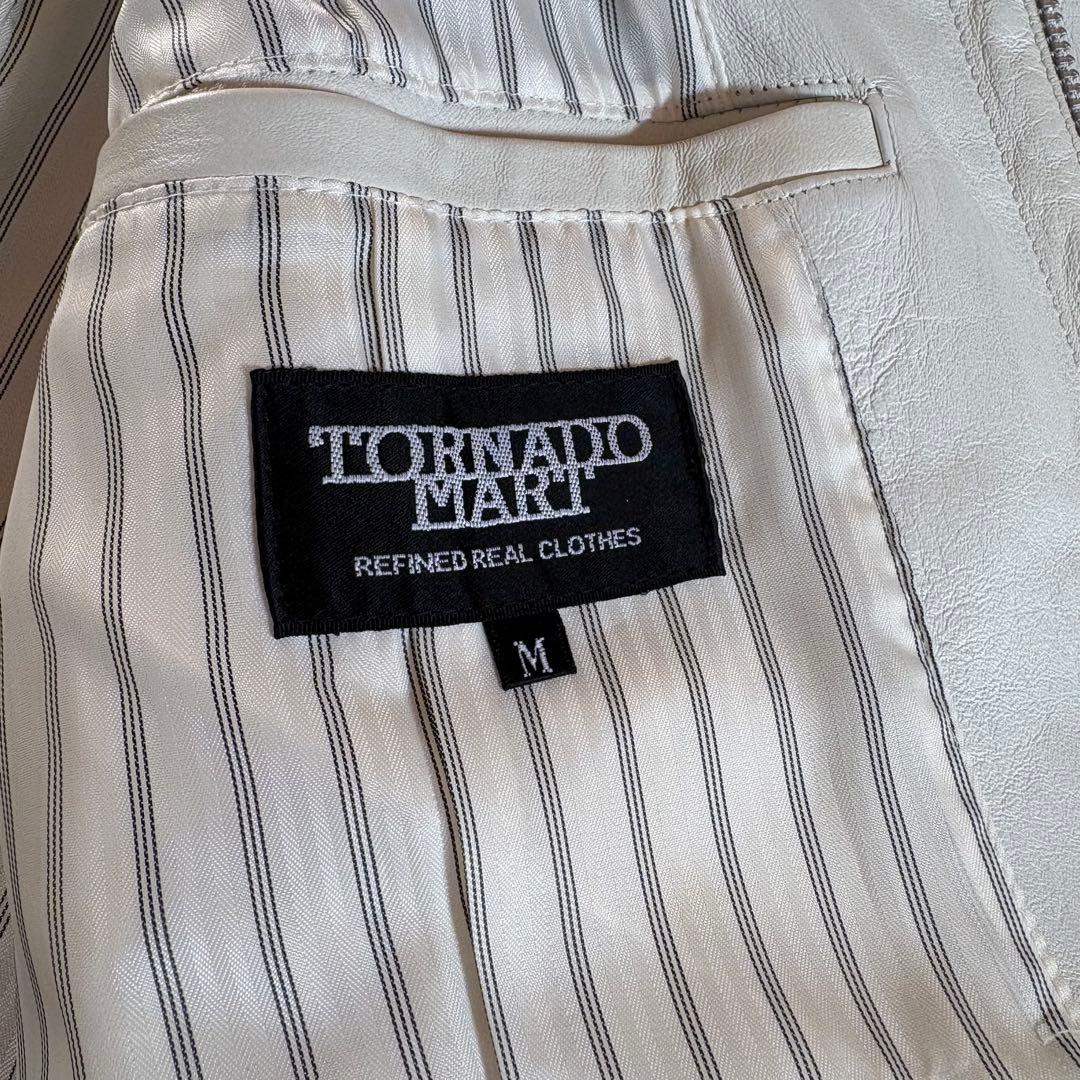 TORNADO
MART
REFINED REAL CLOTHES
M